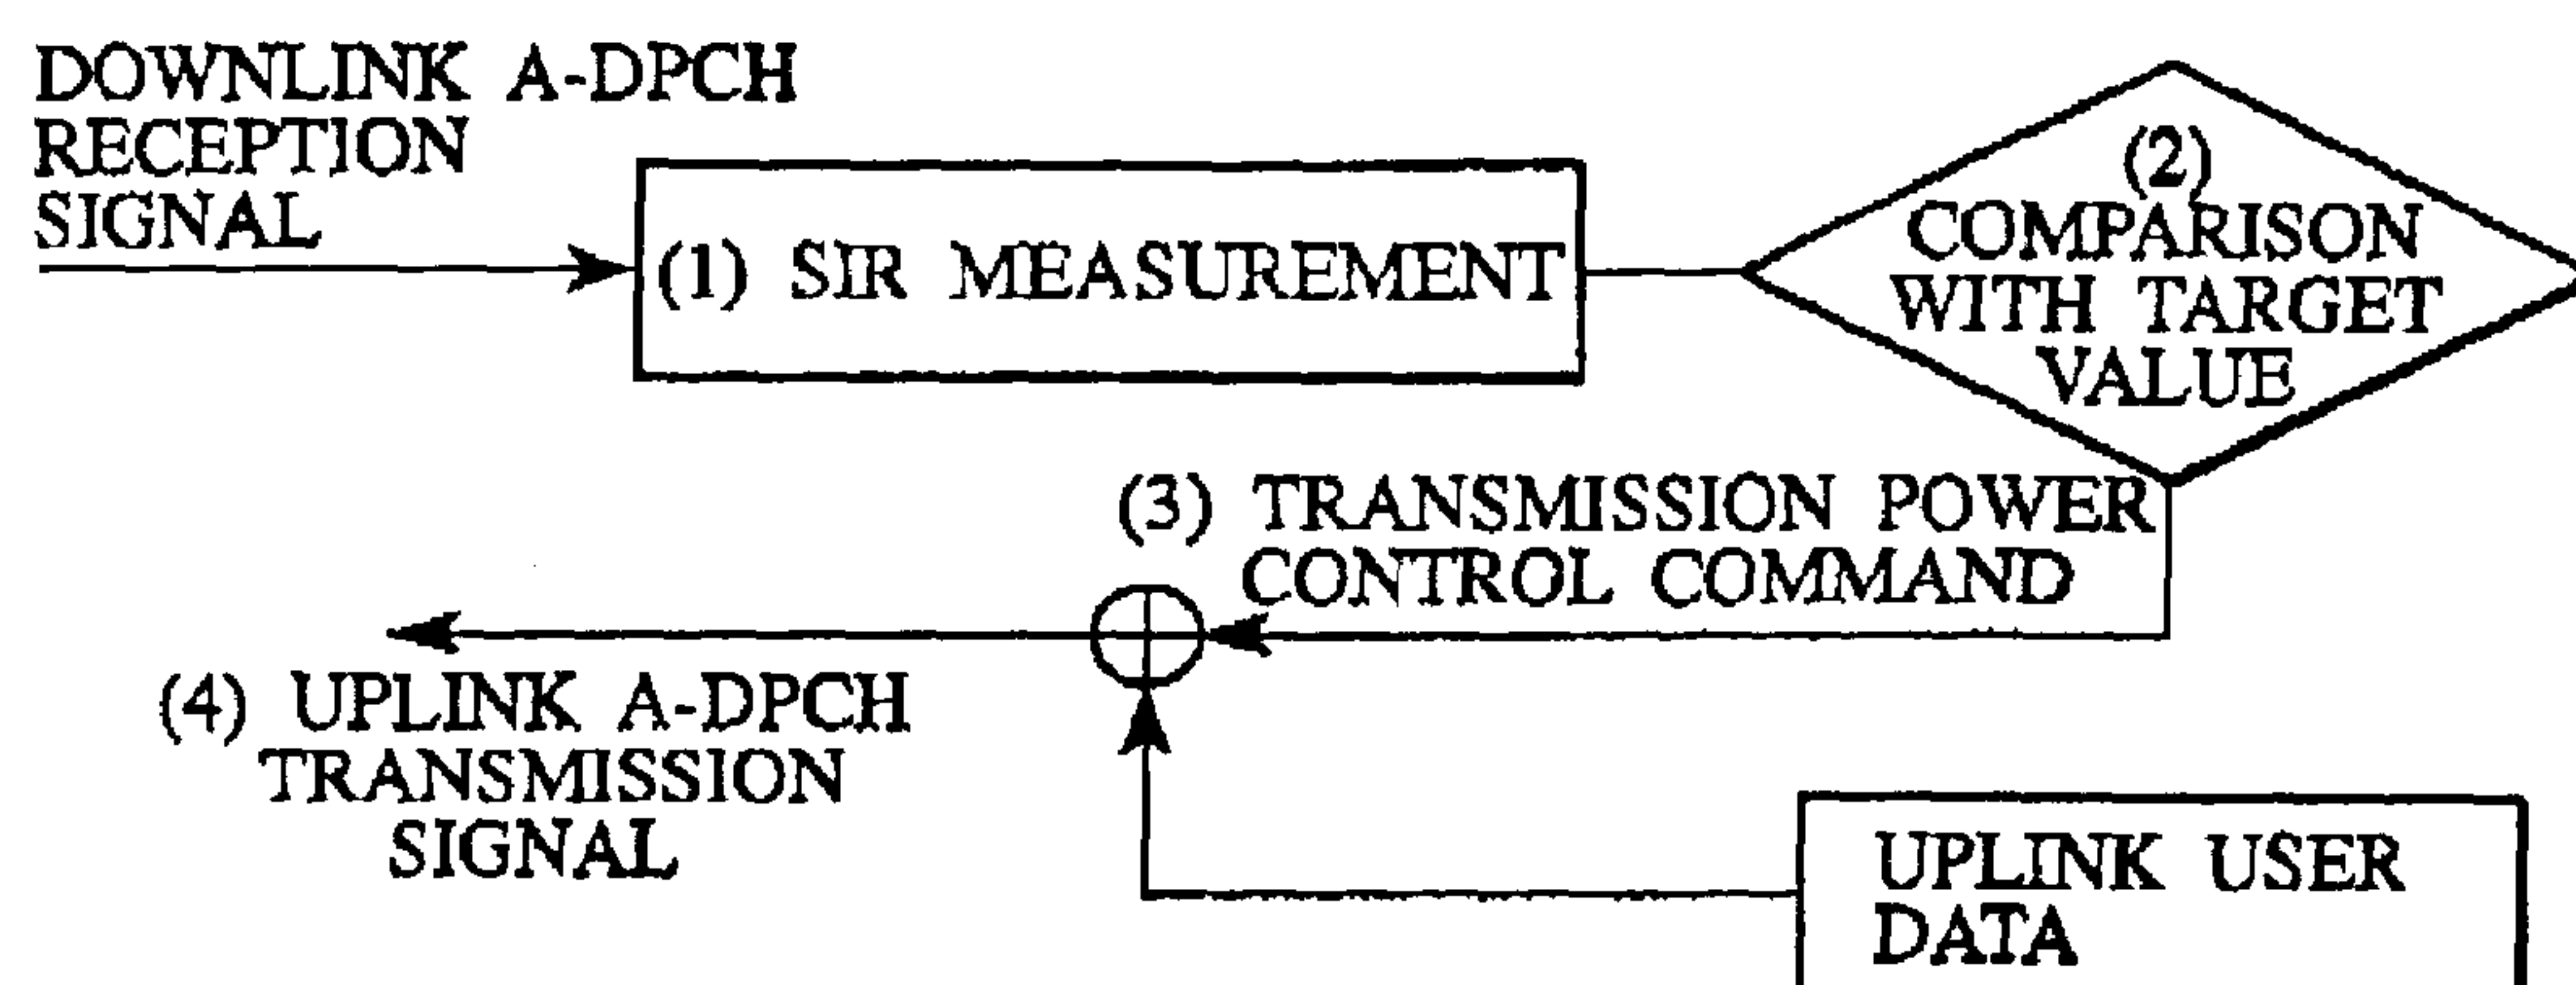 DOWNLINK A-DPCH
RECEPTION
SIGNAL
(1) SIR MEASUREMENT
(2)
COMPARISON
WITH TARGET
VALUE
(3) TRANSMISSION POWER
CONTROL COMMAND
(4) UPLINK A-DPCH
TRANSMISSION
SIGNAL
UPLINK USER
DATA